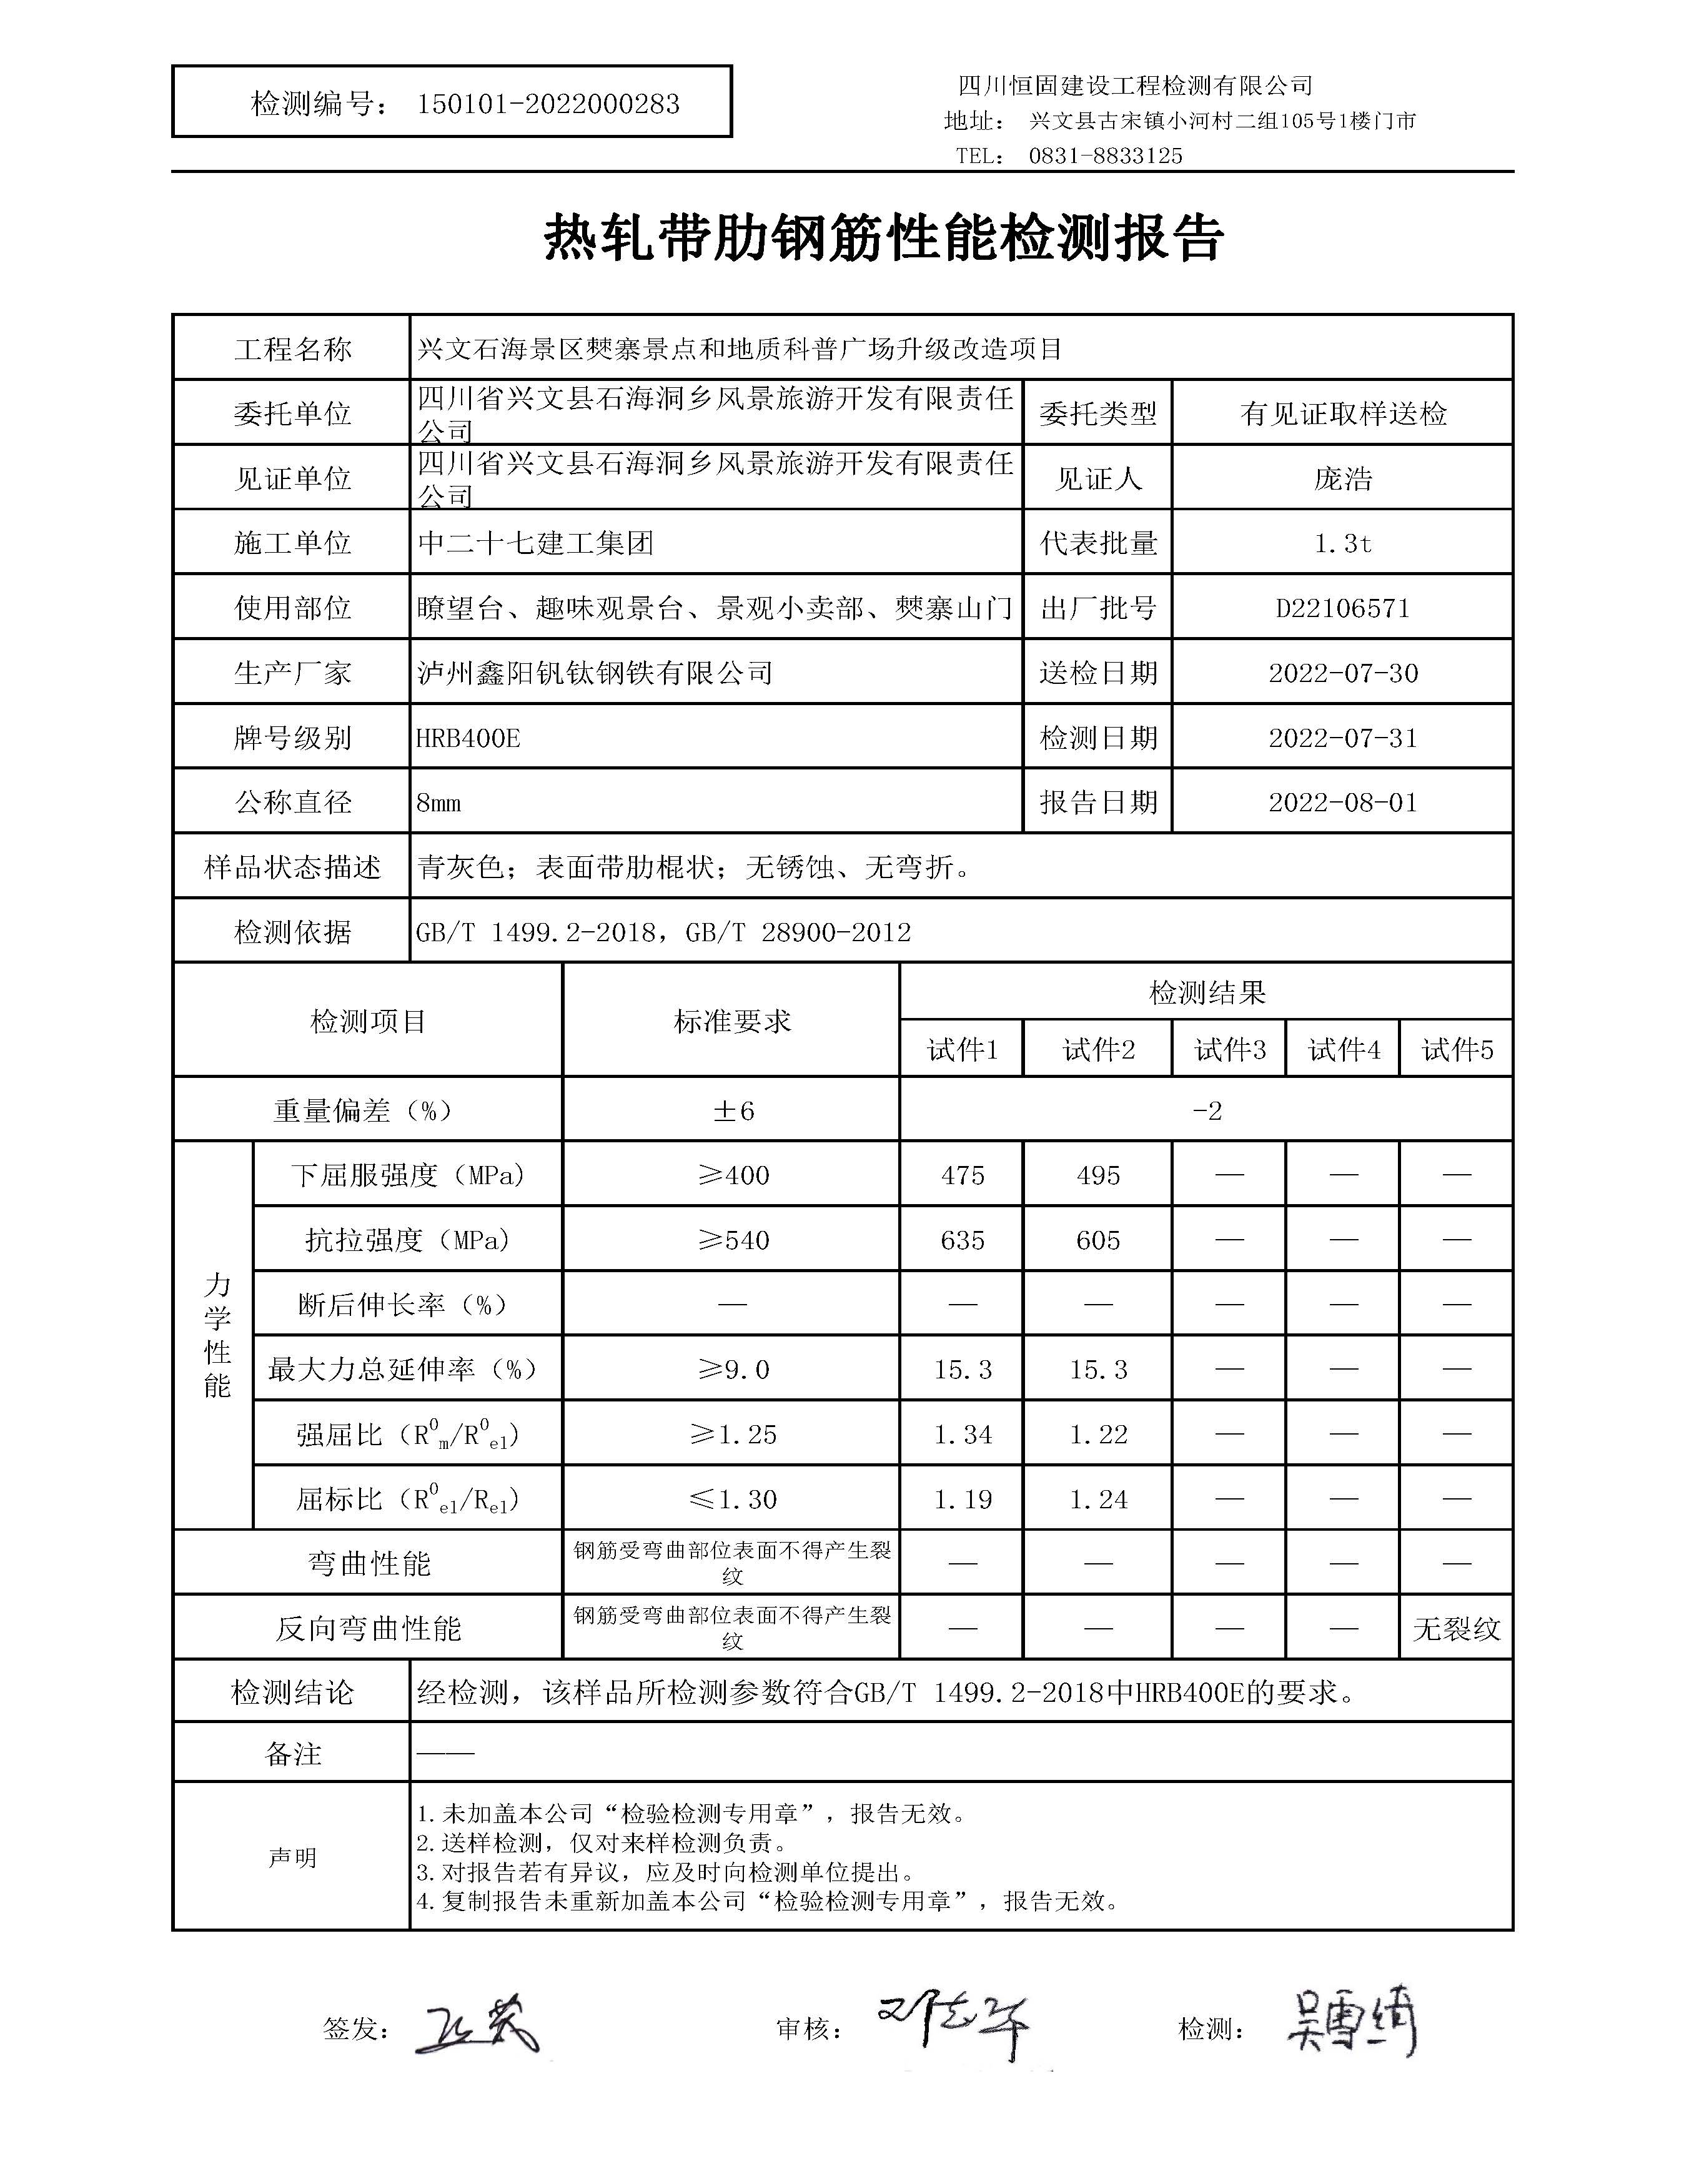 检测编号： 150101-2022000283
四川恒固建设工程检测有限公司
地址： 兴文县古宋镇小河村二组105号1楼门市
TEL： 0831-8833125
热轧带肋钢筋性能检测报告
工程名称 兴文石海景区僰寨景点和地质科普广场升级改造项目
委托单位 四川省兴文县石海洞乡风景旅游开发有限责任公司 委托类型 有见证取样送检
见证单位 四川省兴文县石海洞乡风景旅游开发有限责任公司 见证人 庞浩
施工单位 中二十七建工集团 代表批量 1.3t
使用部位 瞭望台、趣味观景台、景观小卖部、僰寨山门 出厂批号 D22106571
生产厂家 泸州鑫阳钒钛钢铁有限公司 送检日期 2022-07-30
牌号级别 HRB400E 检测日期 2022-07-31
公称直径 8mm 报告日期 2022-08-01
样品状态描述 青灰色；表面带肋棍状；无锈蚀、无弯折。
检测依据 GB/T 1499.2-2018，GB/T 28900-2012
检测项目 标准要求 检测结果
试件1 试件2 试件3 试件4 试件5
重量偏差（%） ±6 -2
力学性能
下屈服强度（MPa） ≥400 475 495 — — —
抗拉强度（MPa） ≥540 635 605 — — —
断后伸长率（%） — — — — — —
最大力总延伸率（%） ≥9.0 15.3 15.3 — — —
强屈比（R⁰m/R⁰el） ≥1.25 1.34 1.22 — — —
屈标比（R⁰el/Rel） ≤1.30 1.19 1.24 — — —
弯曲性能 钢筋受弯曲部位表面不得产生裂纹 — — — — —
反向弯曲性能 钢筋受弯曲部位表面不得产生裂纹 — — — — 无裂纹
检测结论 经检测，该样品所检测参数符合GB/T 1499.2-2018中HRB400E的要求。
备注 ——
声明
1.未加盖本公司“检验检测专用章”，报告无效。
2.送样检测，仅对来样检测负责。
3.对报告若有异议，应及时向检测单位提出。
4.复制报告未重新加盖本公司“检验检测专用章”，报告无效。
签发： 审核： 检测： 吴雪绮